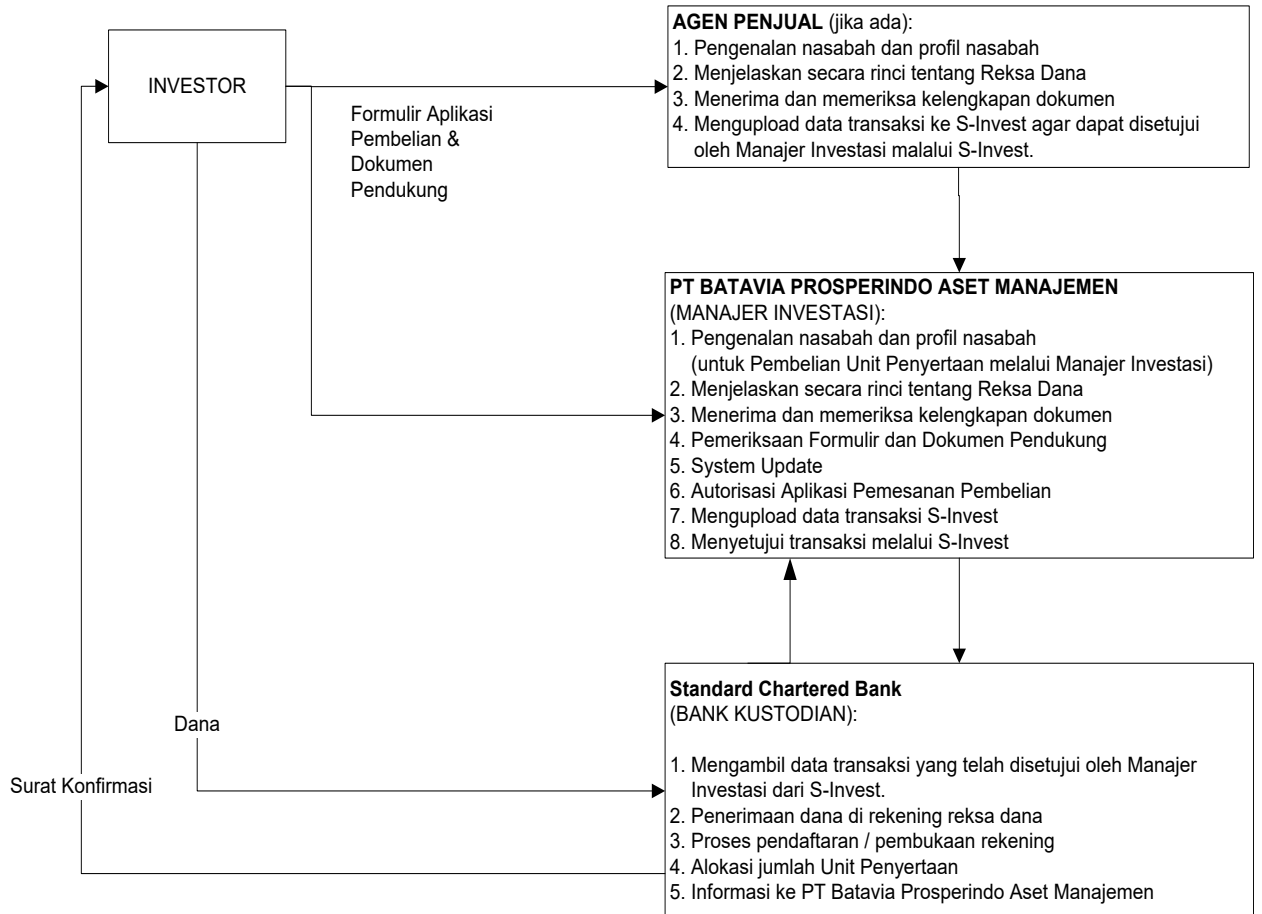 INVESTOR
Formulir Aplikasi
Pembelian &
Dokumen
Pendukung
AGEN PENJUAL (jika ada):
1. Pengenalan nasabah dan profil nasabah
2. Menjelaskan secara rinci tentang Reksa Dana
3. Menerima dan memeriksa kelengkapan dokumen
4. Mengupload data transaksi ke S-Invest agar dapat disetujui
oleh Manajer Investasi malalui S-Invest.
PT BATAVIA PROSPERINDO ASET MANAJEMEN
(MANAJER INVESTASI):
1. Pengenalan nasabah dan profil nasabah
(untuk Pembelian Unit Penyertaan melalui Manajer Investasi)
2. Menjelaskan secara rinci tentang Reksa Dana
3. Menerima dan memeriksa kelengkapan dokumen
4. Pemeriksaan Formulir dan Dokumen Pendukung
5. System Update
6. Autorisasi Aplikasi Pemesanan Pembelian
7. Mengupload data transaksi S-Invest
8. Menyetujui transaksi melalui S-Invest
Dana
Surat Konfirmasi
Standard Chartered Bank
(BANK KUSTODIAN):
1. Mengambil data transaksi yang telah disetujui oleh Manajer
Investasi dari S-Invest.
2. Penerimaan dana di rekening reksa dana
3. Proses pendaftaran / pembukaan rekening
4. Alokasi jumlah Unit Penyertaan
5. Informasi ke PT Batavia Prosperindo Aset Manajemen